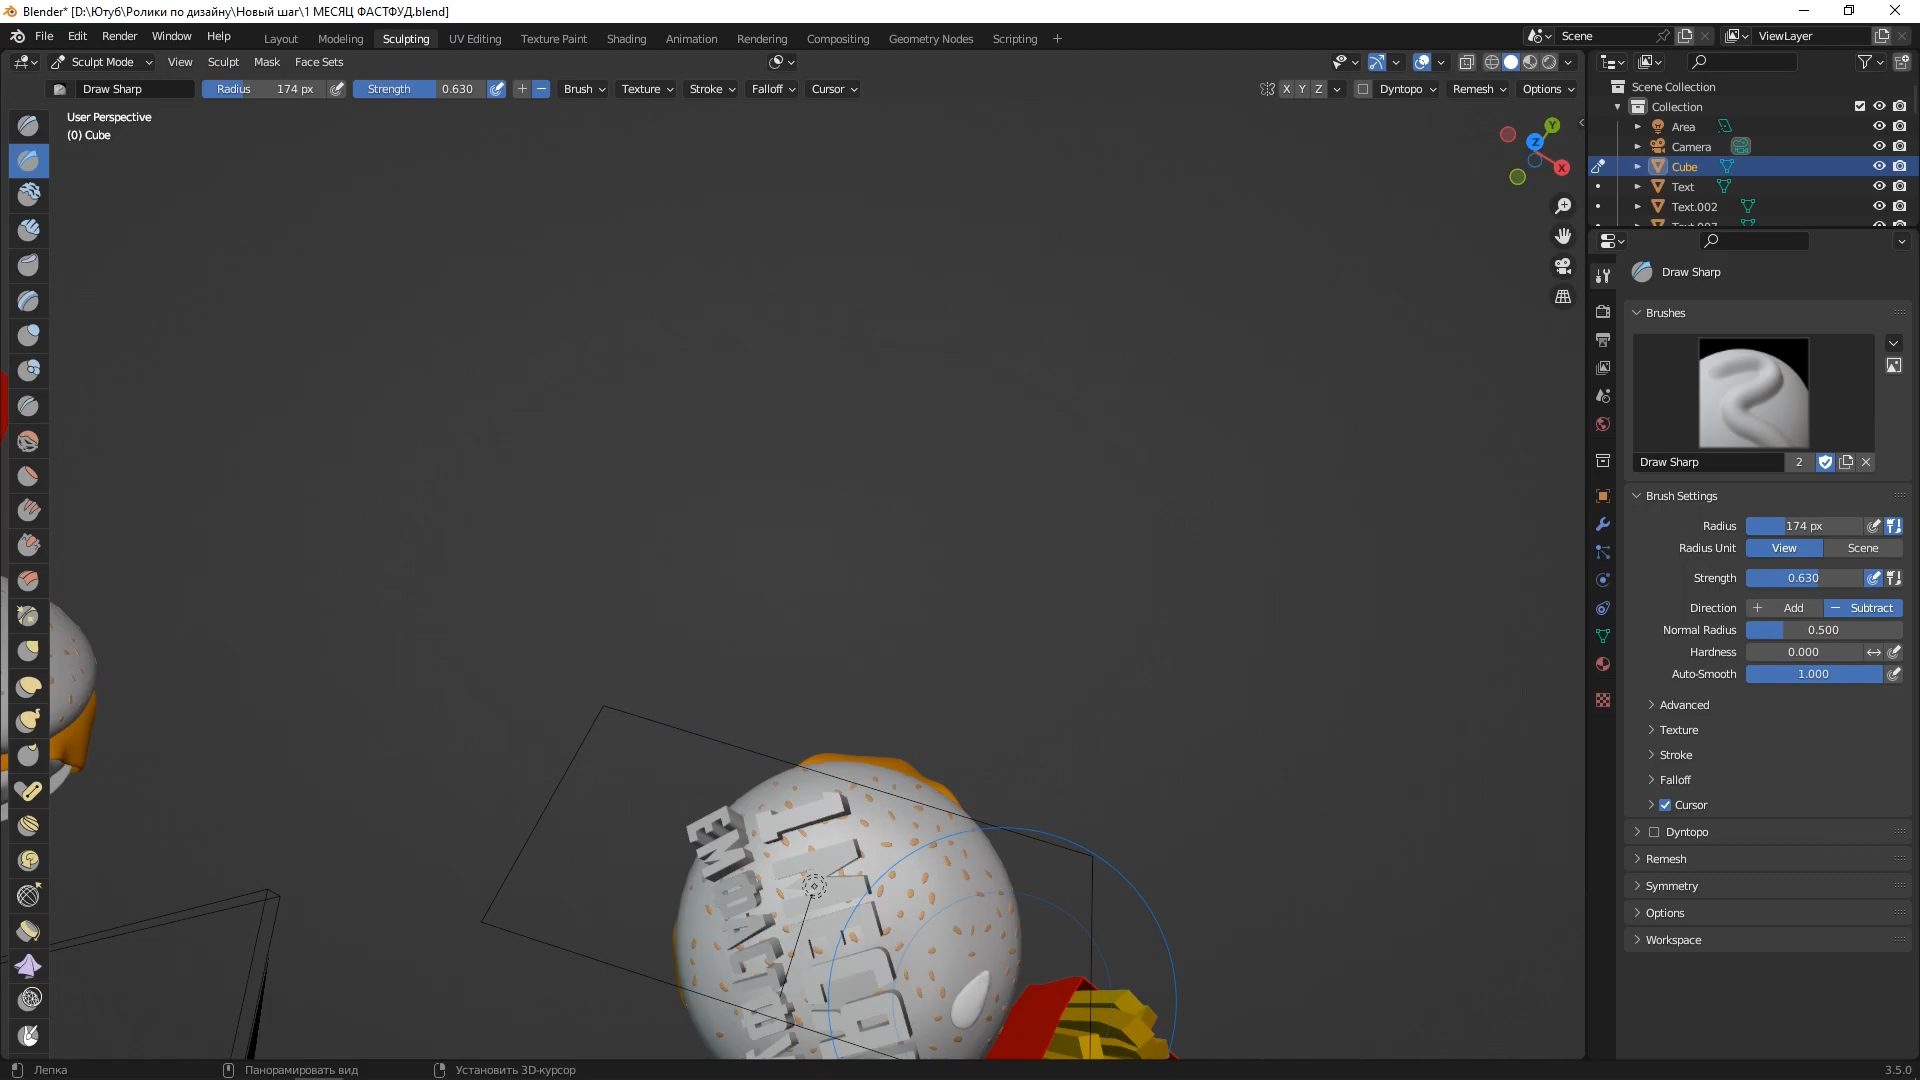 Blender* [D:\Ютуб\Ролики по дизайну\Новый шаг\1 МЕСЯЦ ФАСТФУД.blend]
File Edit Render Window Help Layout Modeling Sculpting UV Editing Texture Paint Shading Animation Rendering Compositing Geometry Nodes Scripting + Scene ViewLayer
Sculpt Mode View Sculpt Mask Face Sets
Draw Sharp Radius 174 px Strength 0.630 Brush Texture Stroke Falloff Cursor X Y Z Dyntopo Remesh Options
User Perspective
(0) Cube
Y
Z
X
Scene Collection
Collection
Area
Camera
Cube
Text
Text.002
Draw Sharp
Brushes
Draw Sharp 2
Brush Settings
Radius 174 px
Radius Unit View Scene
Strength 0.630
Direction + Add − Subtract
Normal Radius 0.500
Hardness 0.000
Auto-Smooth 1.000
Advanced
Texture
Stroke
Falloff
Cursor
Dyntopo
Remesh
Symmetry
Options
Workspace
Лепка Панорамировать вид Установить 3D-курсор 3.5.0